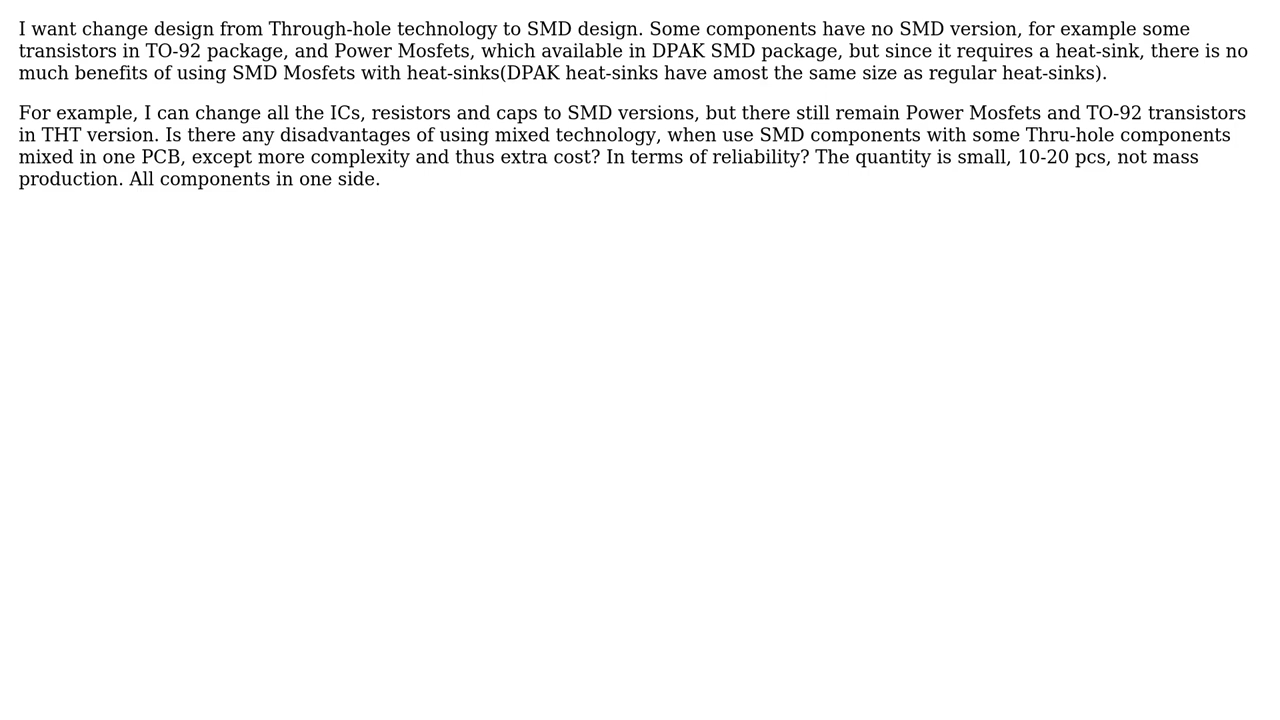 I want change design from Through-hole technology to SMD design. Some components have no SMD version, for example some
transistors in TO-92 package, and Power Mosfets, which available in DPAK SMD package, but since it requires a heat-sink, there is no
much benefits of using SMD Mosfets with heat-sinks(DPAK heat-sinks have amost the same size as regular heat-sinks).
For example, I can change all the ICs, resistors and caps to SMD versions, but there still remain Power Mosfets and TO-92 transistors
in THT version. Is there any disadvantages of using mixed technology, when use SMD components with some Thru-hole components
mixed in one PCB, except more complexity and thus extra cost? In terms of reliability? The quantity is small, 10-20 pcs, not mass
production. All components in one side.